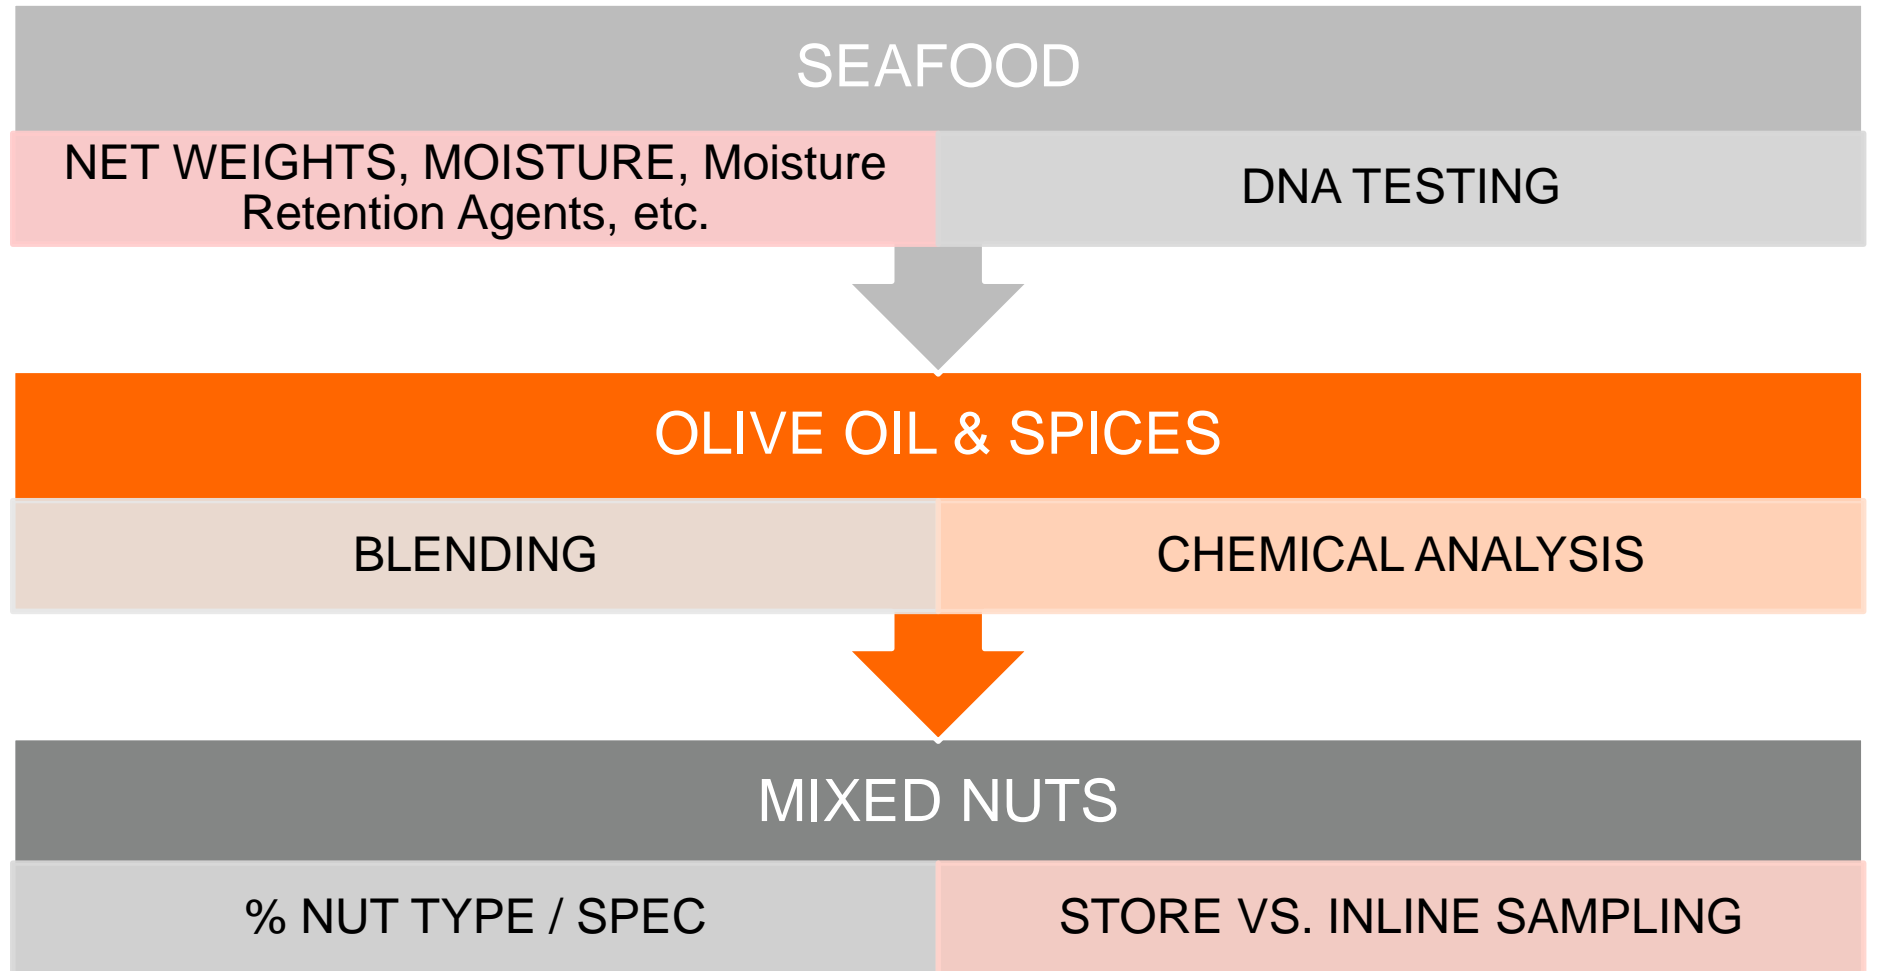 SEAFOOD
NET WEIGHTS, MOISTURE, Moisture
Retention Agents, etc.
DNA TESTING
OLIVE OIL & SPICES
BLENDING
CHEMICAL ANALYSIS
MIXED NUTS
% NUT TYPE / SPEC
STORE VS. INLINE SAMPLING